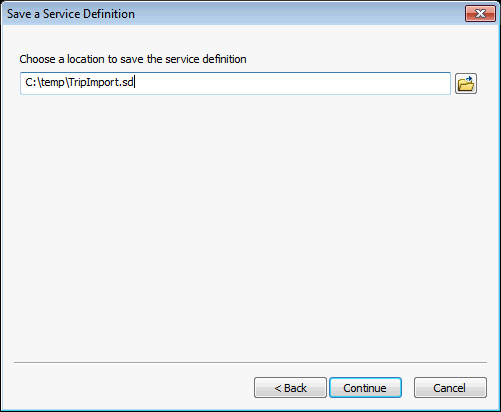 Save a Service Definition
Choose a location to save the service definition
C:\temp\TripImport.sd
< Back Continue Cancel